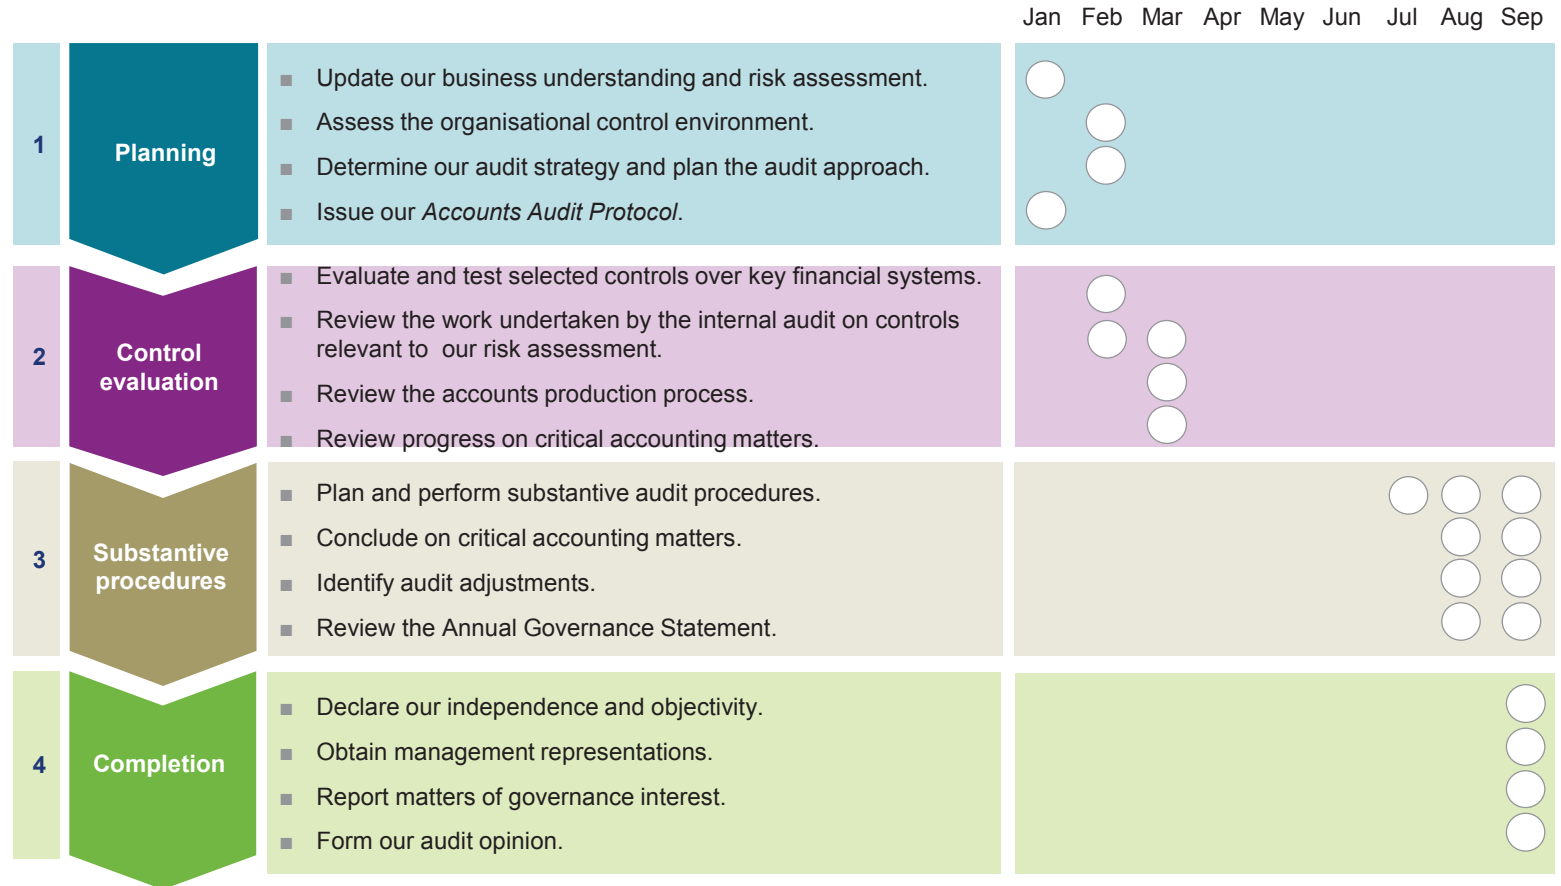 Jan Feb Mar Apr May Jun Jul Aug Sep
1
Planning
Update our business understanding and risk assessment.
Assess the organisational control environment.
Determine our audit strategy and plan the audit approach.
Issue our Accounts Audit Protocol.
2
Control
evaluation
Evaluate and test selected controls over key financial systems.
Review the work undertaken by the internal audit on controls
relevant to our risk assessment.
Review the accounts production process.
Review progress on critical accounting matters.
3
Substantive
procedures
Plan and perform substantive audit procedures.
Conclude on critical accounting matters.
Identify audit adjustments.
Review the Annual Governance Statement.
4
Completion
Declare our independence and objectivity.
Obtain management representations.
Report matters of governance interest.
Form our audit opinion.